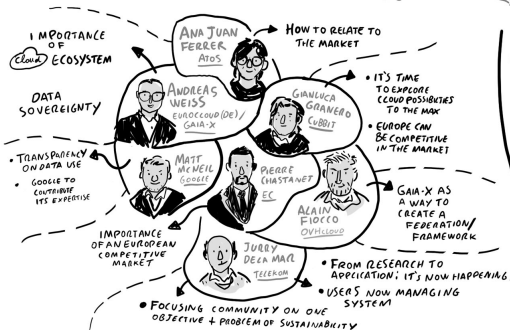 IMPORTANCE
OF
Cloud ECOSYSTEM
DATA
SOVEREIGNTY
ANA JUAN
FERRER
ATOS
HOW TO RELATE TO
THE MARKET
ANDREAS
WEISS
EUROCLOUD (DE)/
GAIA-X
GIANLUCA
GRANERO
CUBBIT
• IT'S TIME
TO EXPLORE
CLOUD POSSIBILITIES
TO THE MAX
• EUROPE CAN
BE COMPETITIVE
IN THE MARKET
• TRANSPARENCY
ON DATA USE
• GOOGLE TO
CONTRIBUTE
ITS EXPERTISE
MATT
MCNEIL
GOOGLE
PIERRE
CHASTANET
EC
ALAIN
FIOCCO
OVHCLOUD
GAIA-X AS
A WAY TO
CREATE A
FEDERATION/
FRAMEWORK
IMPORTANCE
OF AN EUROPEAN
COMPETITIVE
MARKET
JURRY
DE LA MAR
TELEKOM
• FROM RESEARCH TO
APPLICATION: IT'S NOW HAPPENING
• USERS NOW MANAGING
SYSTEM
• FOCUSING COMMUNITY ON ONE
OBJECTIVE + PROBLEM OF SUSTAINABILITY